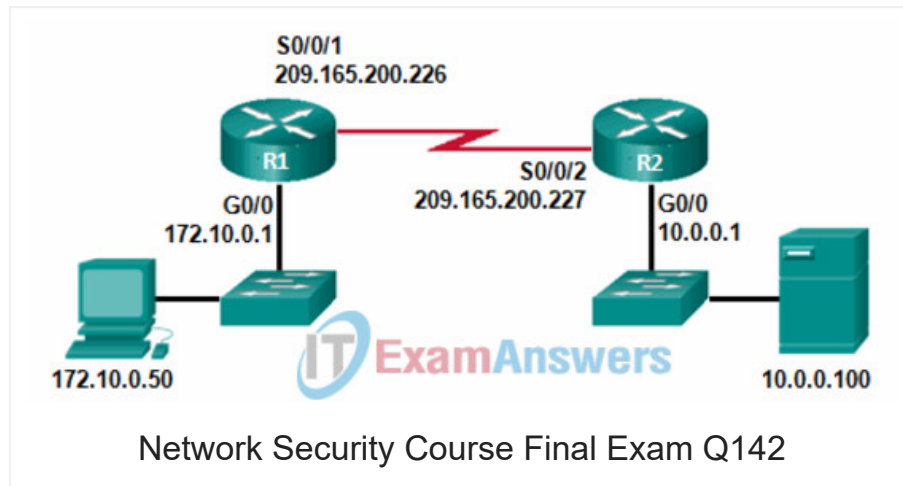 S0/0/1
209.165.200.226
R1
R2
S0/0/2
209.165.200.227
G0/0
172.10.0.1
G0/0
10.0.0.1
ITExamAnswers
172.10.0.50
10.0.0.100
Network Security Course Final Exam Q142